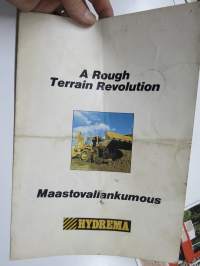 A Rough
Terrain Revolution
Maastovallankumous
HYDREMA